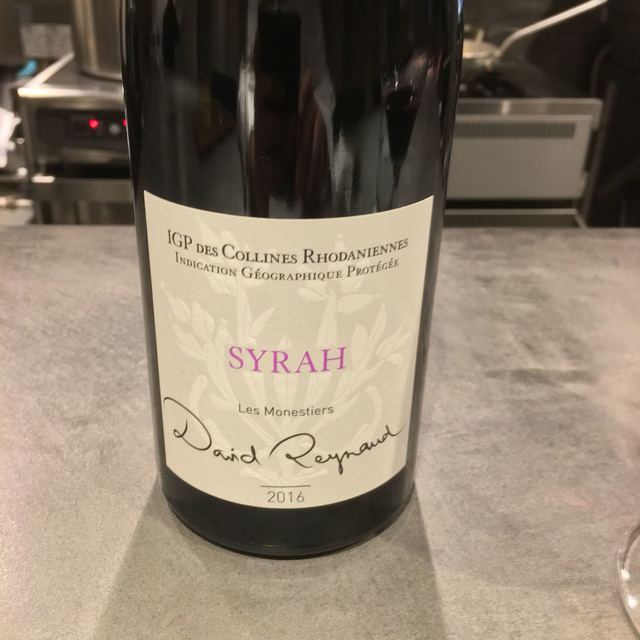 IGP des Collines Rhodaniennes
Indication Géographique Protégée
SYRAH
Les Monestiers
David Reynaud
2016